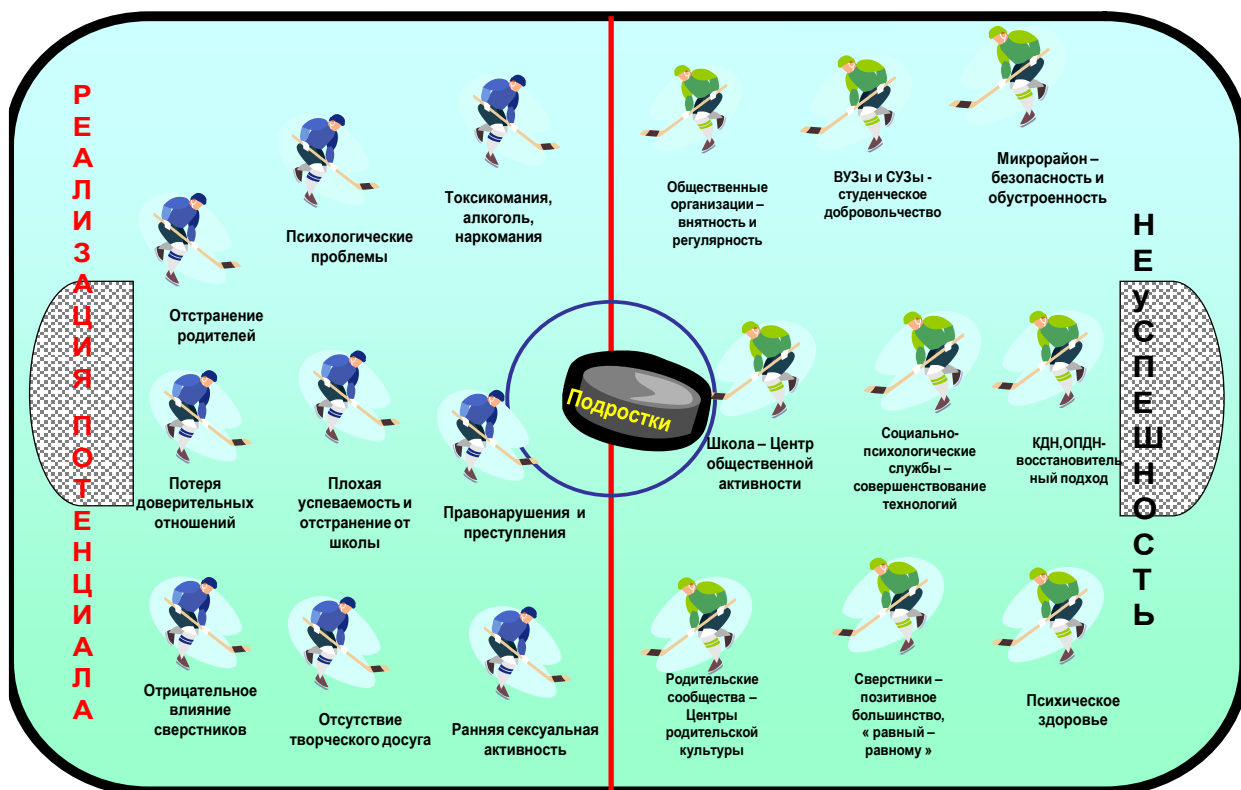 РЕАЛИЗАЦИЯ ПОТЕНЦИАЛА
Токсикомания,
алкоголь,
наркомания
Психологические
проблемы
Отстранение
родителей
Потеря
доверительных
отношений
Плохая
успеваемость и
отстранение от
школы
Правонарушения и
преступления
Отрицательное
влияние
сверстников
Отсутствие
творческого досуга
Ранняя сексуальная
активность
Подростки
Общественные
организации –
внятность и
регулярность
ВУЗы и СУЗы -
студенческое
добровольчество
Микрорайон –
безопасность и
обустроенность
Школа – Центр
общественной
активности
Социально-
психологические
службы –
совершенствование
технологий
КДН,ОПДН-
восстановитель
ный подход
Родительские
сообщества –
Центры
родительской
культуры
Сверстники –
позитивное
большинство,
« равный –
равному »
Психическое
здоровье
НЕуСПЕШНОСТЬ